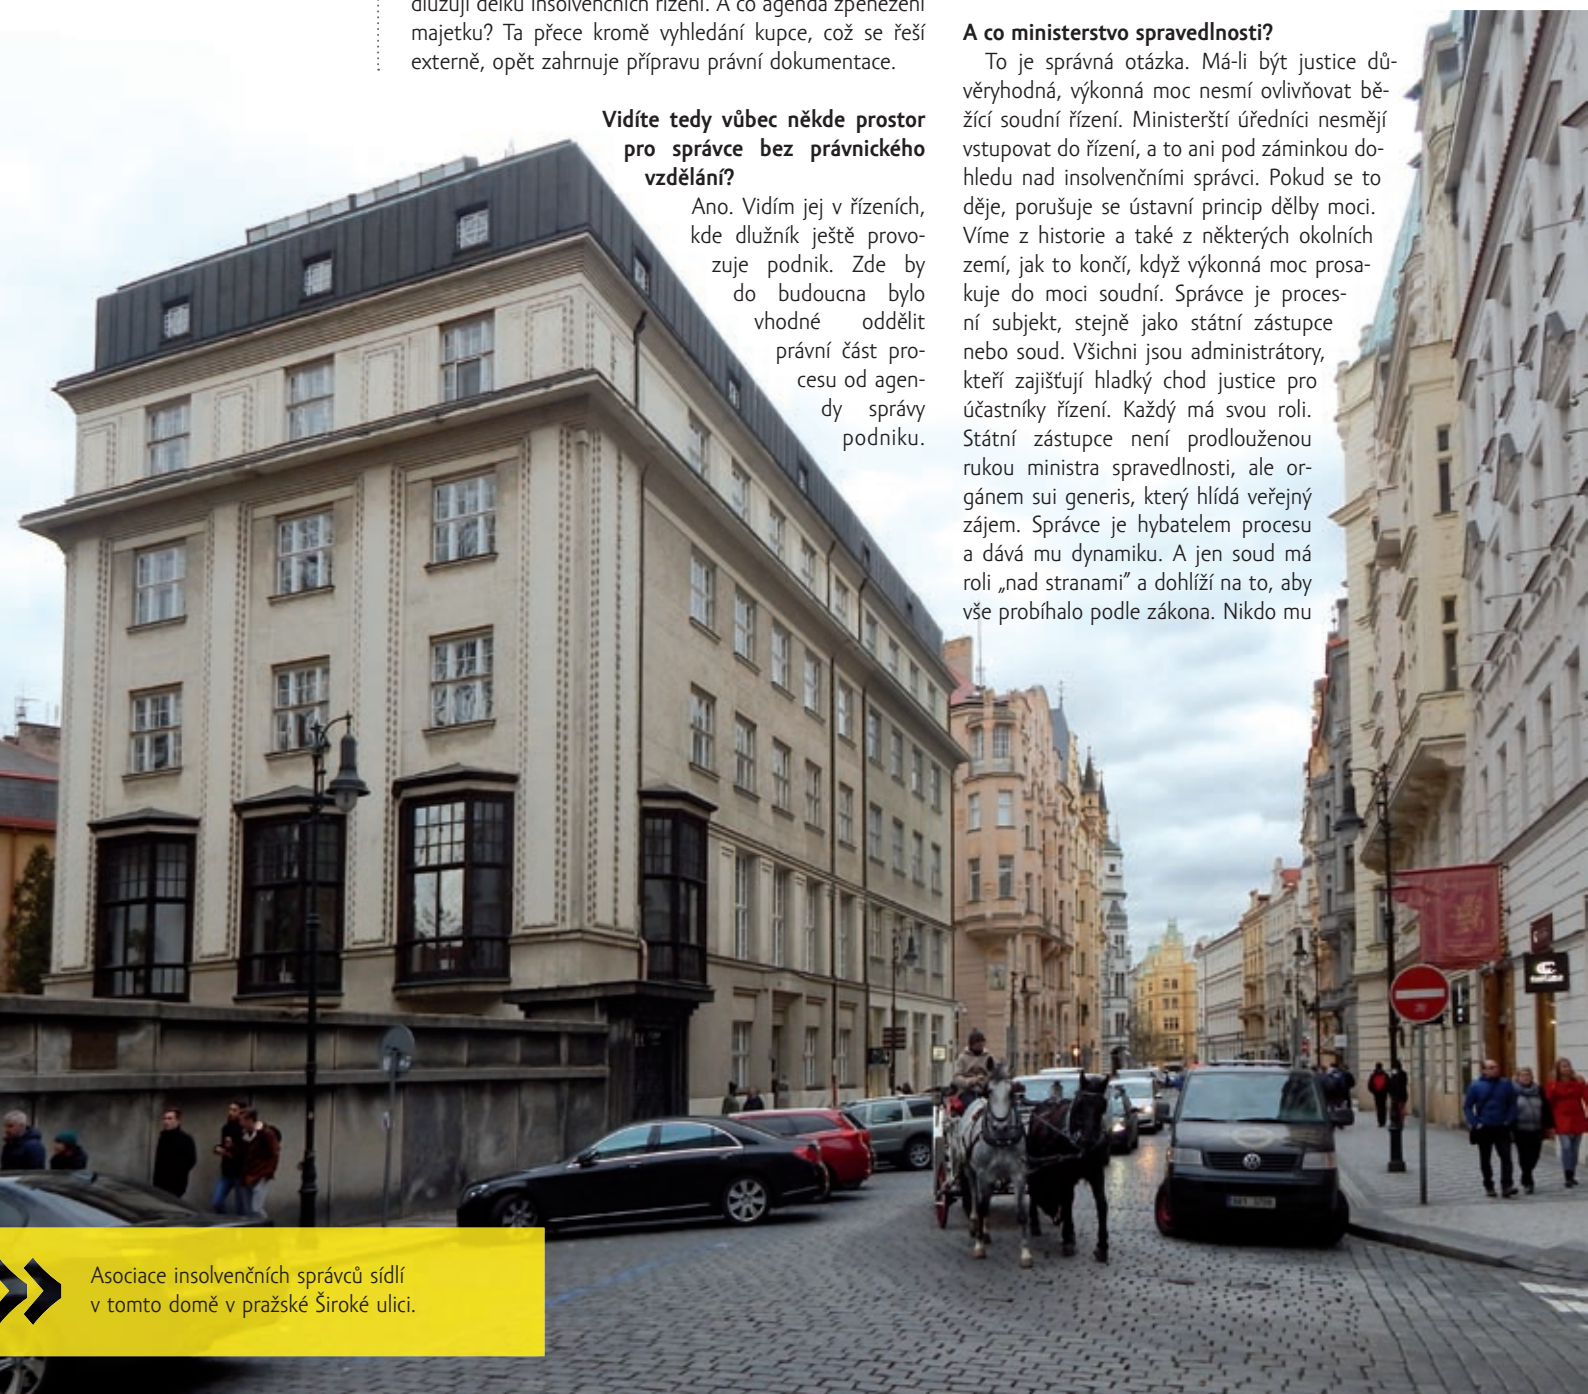 dlužují délku insolvenčních řízení. A co agenda zpeněžení
majetku? Ta přece kromě vyhledání kupce, což se řeší
externě, opět zahrnuje přípravu právní dokumentace.
Vidíte tedy vůbec někde prostor
pro správce bez právnického
vzdělání?
Ano. Vidím jej v řízeních,
kde dlužník ještě provo-
zuje podnik. Zde by
do budoucna bylo
vhodné oddělit
právní část pro-
cesu od agen-
dy správy
podniku.
A co ministerstvo spravedlnosti?
To je správná otázka. Má-li být justice dů-
věryhodná, výkonná moc nesmí ovlivňovat bě-
žící soudní řízení. Ministerští úředníci nesmějí
vstupovat do řízení, a to ani pod záminkou do-
hledu nad insolvenčními správci. Pokud se to
děje, porušuje se ústavní princip dělby moci.
Víme z historie a také z některých okolních
zemí, jak to končí, když výkonná moc prosa-
kuje do moci soudní. Správce je proces-
ní subjekt, stejně jako státní zástupce
nebo soud. Všichni jsou administrátory,
kteří zajišťují hladký chod justice pro
účastníky řízení. Každý má svou roli.
Státní zástupce není prodlouženou
rukou ministra spravedlnosti, ale or-
gánem sui generis, který hlídá veřejný
zájem. Správce je hybatelem procesu
a dává mu dynamiku. A jen soud má
roli „nad stranami" a dohlíží na to, aby
vše probíhalo podle zákona. Nikdo mu
Asociace insolvenčních správců sídlí
v tomto domě v pražské Široké ulici.